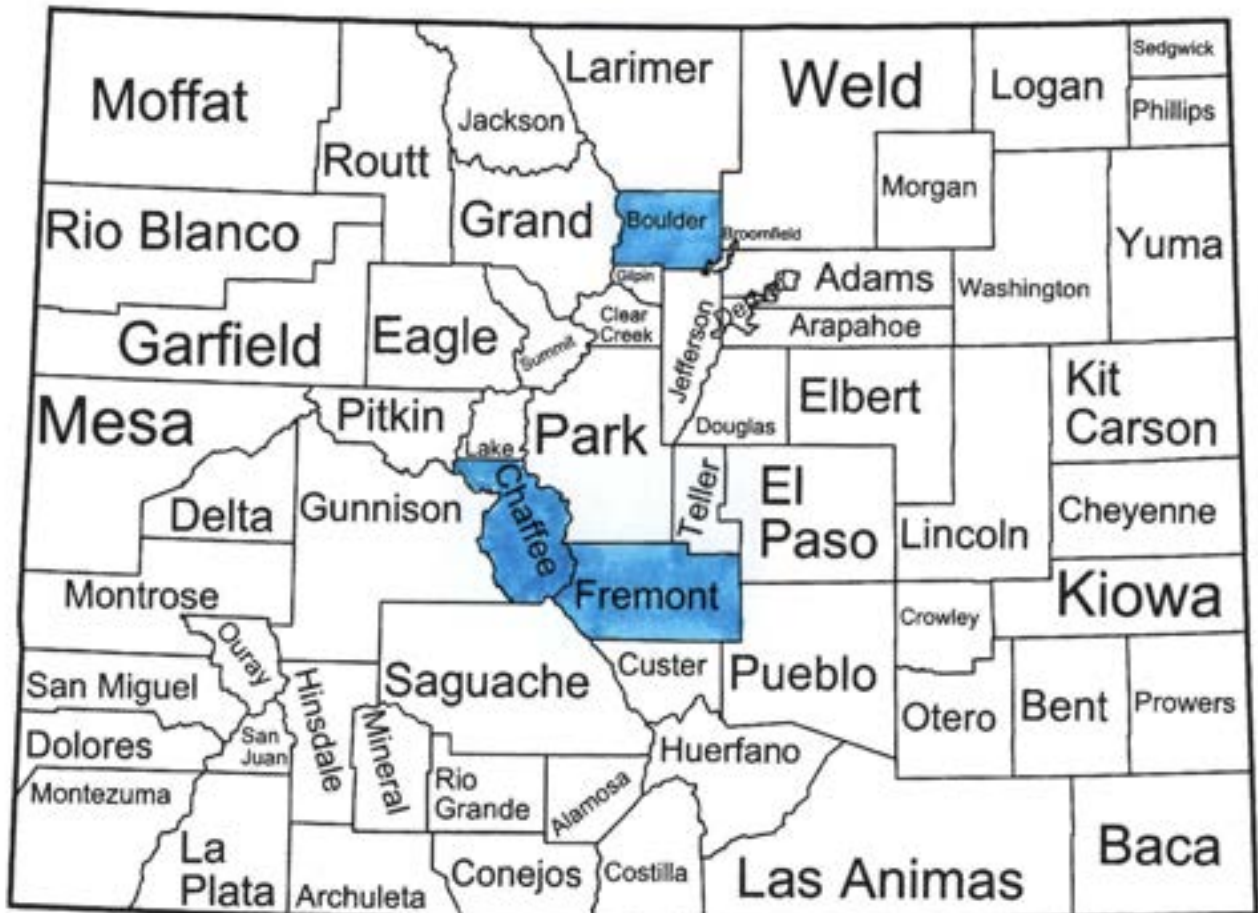 Moffat
Routt
Jackson
Larimer
Weld
Logan
Sedgwick
Phillips
Rio Blanco
Grand
Boulder
Broomfield
Morgan
Washington
Yuma
Garfield
Eagle
Summit
Gilpin
Clear
Creek
Jefferson
Denver
Adams
Arapahoe
Mesa
Pitkin
Lake
Park
Douglas
Elbert
Kit
Carson
Delta
Gunnison
Chaffee
Teller
El
Paso
Lincoln
Cheyenne
Montrose
Fremont
Crowley
Kiowa
Ouray
San Miguel
Hinsdale
Saguache
Custer
Pueblo
Otero
Bent
Prowers
Dolores
San
Juan
Mineral
Rio
Grande
Alamosa
Huerfano
Montezuma
La
Plata
Archuleta
Conejos
Costilla
Las Animas
Baca